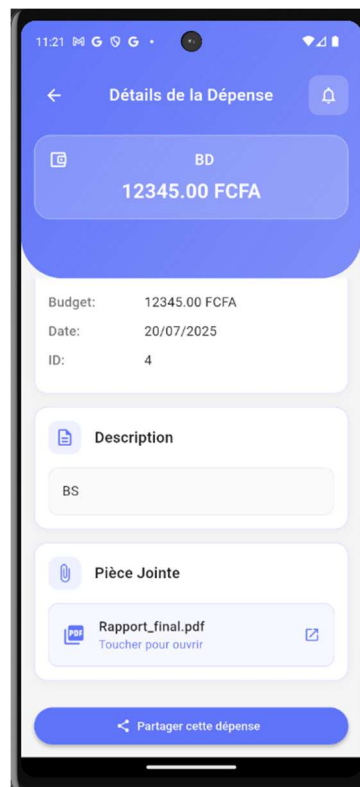 11:21 M G G
Détails de la Dépense
BD
12345.00 FCFA
Budget: 12345.00 FCFA
Date: 20/07/2025
ID: 4
Description
BS
Pièce Jointe
PDF Rapport_final.pdf
Toucher pour ouvrir
Partager cette dépense